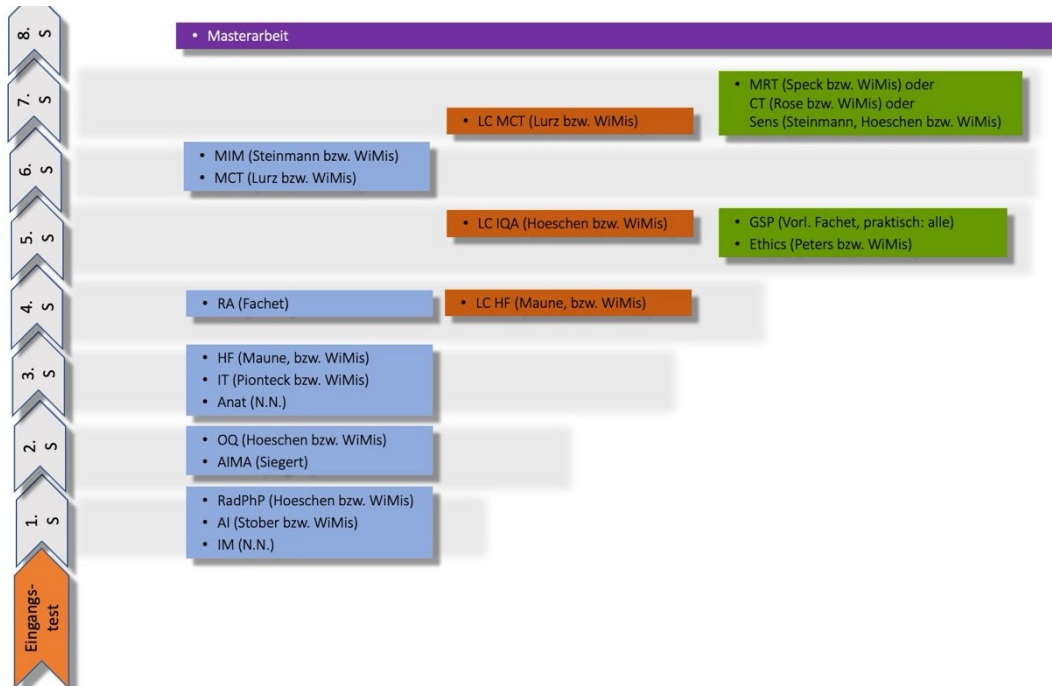 8. S
• Masterarbeit
7. S
• MRT (Speck bzw. WiMis) oder
CT (Rose bzw. WiMis) oder
Sens (Steinmann, Hoeschen bzw. WiMis)
• LC MCT (Lurz bzw. WiMis)
6. S
• MIM (Steinmann bzw. WiMis)
• MCT (Lurz bzw. WiMis)
5. S
• LC IQA (Hoeschen bzw. WiMis)
• GSP (Vorl. Fachet, praktisch: alle)
• Ethics (Peters bzw. WiMis)
4. S
• RA (Fachet)
• LC HF (Maune, bzw. WiMis)
3. S
• HF (Maune, bzw. WiMis)
• IT (Pionteck bzw. WiMis)
• Anat (N.N.)
2. S
• OQ (Hoeschen bzw. WiMis)
• AIMA (Siegert)
1. S
• RadPhP (Hoeschen bzw. WiMis)
• AI (Stober bzw. WiMis)
• IM (N.N.)
Eingangs-
test